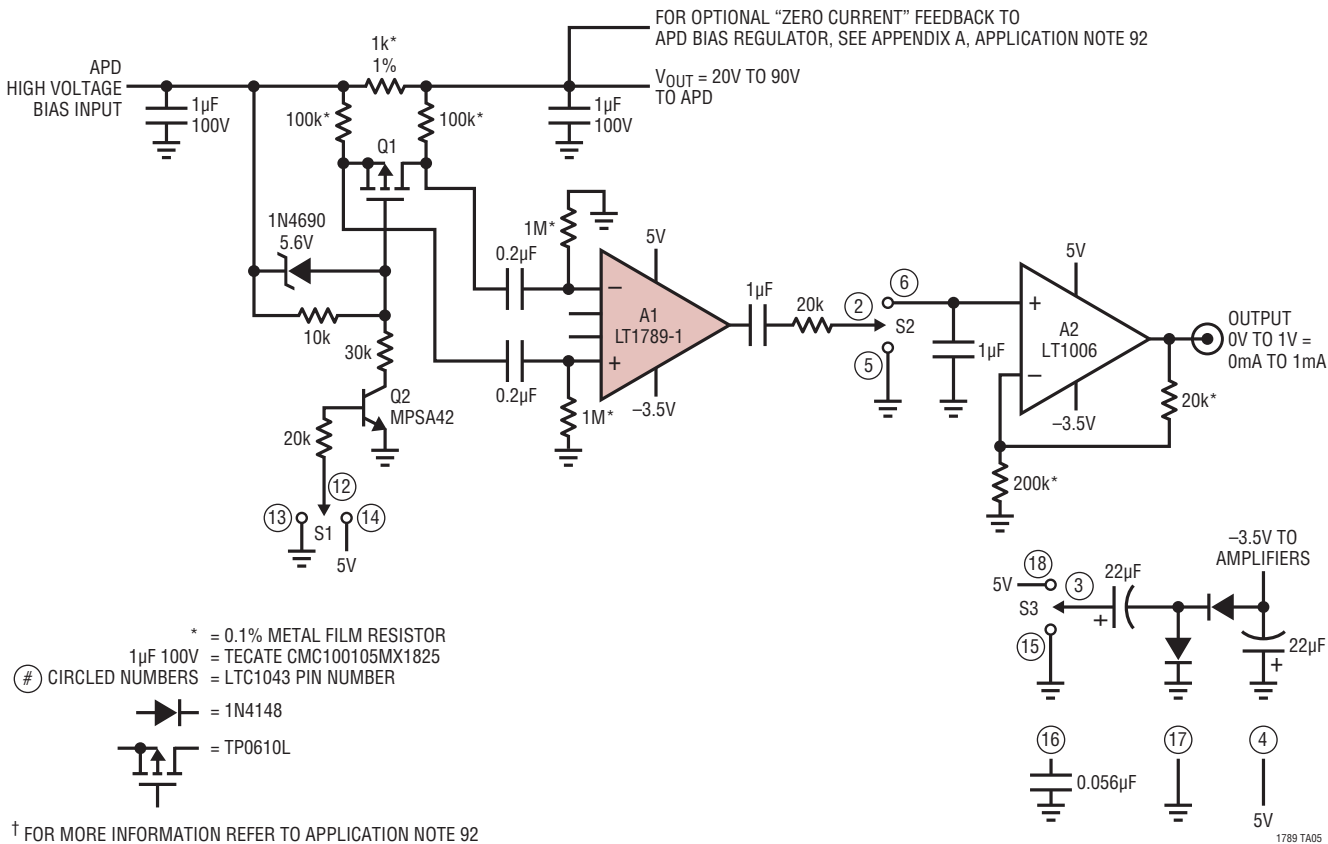 FOR OPTIONAL “ZERO CURRENT” FEEDBACK TO
APD BIAS REGULATOR, SEE APPENDIX A, APPLICATION NOTE 92
1k*
1%
APD
HIGH VOLTAGE
BIAS INPUT
VOUT = 20V TO 90V
TO APD
1µF
100V
1µF
100V
100k*
100k*
Q1
1N4690
5.6V
1M*
5V
0.2µF
−
A1
LT1789-1
+
0.2µF
1M*
–3.5V
10k
30k
Q2
MPSA42
20k
12
13
S1
14
5V
1µF
20k
2
6
S2
5
1µF
5V
+
A2
LT1006
−
–3.5V
OUTPUT
0V TO 1V =
0mA TO 1mA
20k*
200k*
–3.5V TO
AMPLIFIERS
18
5V
3
22µF
S3
+
15
22µF
+
16
17
4
0.056µF
5V
* = 0.1% METAL FILM RESISTOR
1µF 100V = TECATE CMC100105MX1825
# CIRCLED NUMBERS = LTC1043 PIN NUMBER
= 1N4148
= TP0610L
† FOR MORE INFORMATION REFER TO APPLICATION NOTE 92
1789 TA05